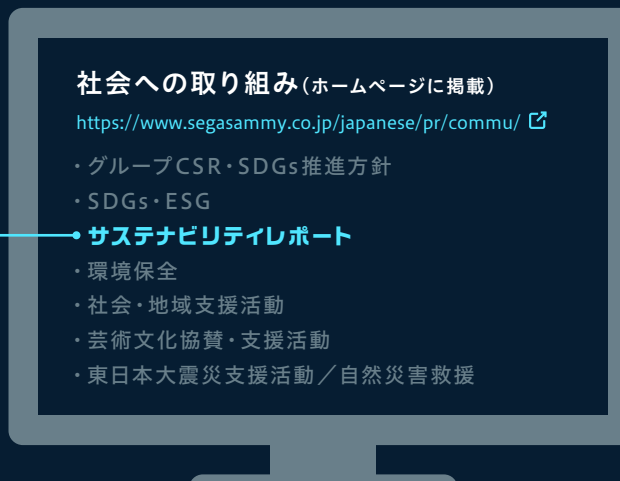 社会への取り組み(ホームページに掲載)
https://www.segasammy.co.jp/japanese/pr/commu/
・グループCSR・SDGs推進方針
・SDGs・ESG
サステナビリティレポート
・環境保全
・社会・地域支援活動
・芸術文化協賛・支援活動
・東日本大震災支援活動／自然災害救援